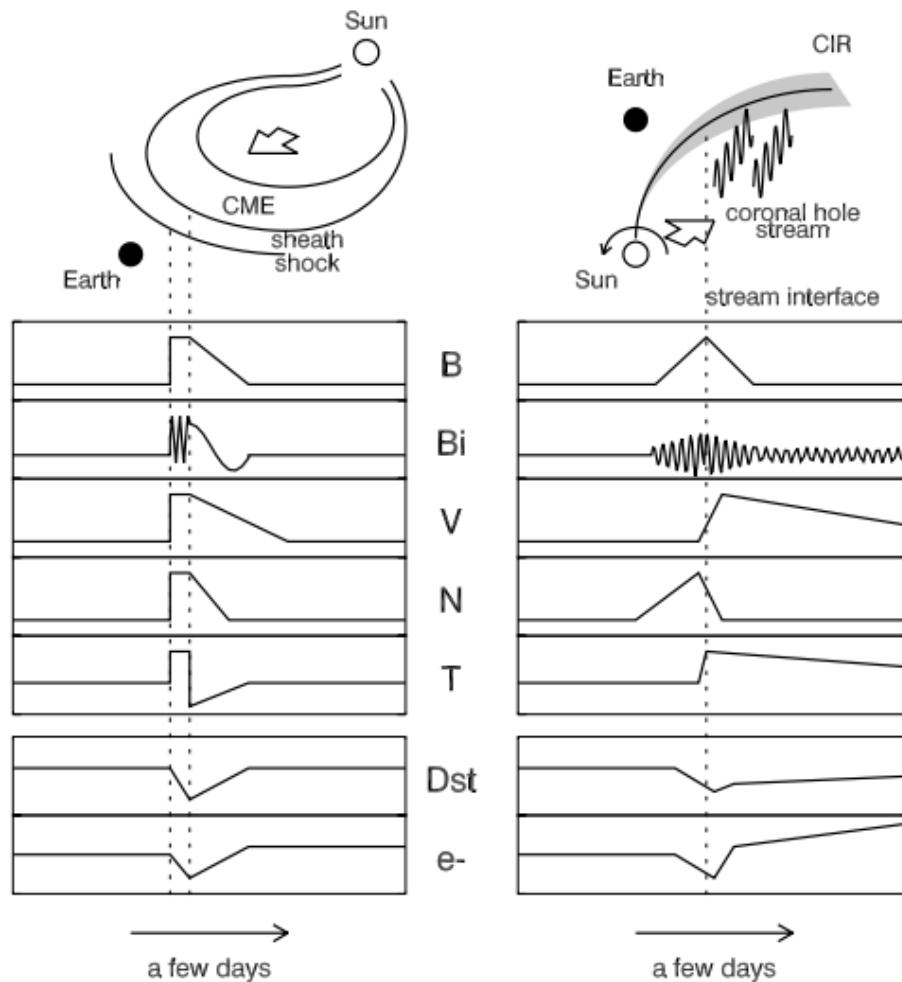 Sun
CIR
Earth
CME
sheath
shock
Earth
coronal hole
stream
Sun
stream interface
B
Bi
V
N
T
Dst
e-
a few days
a few days